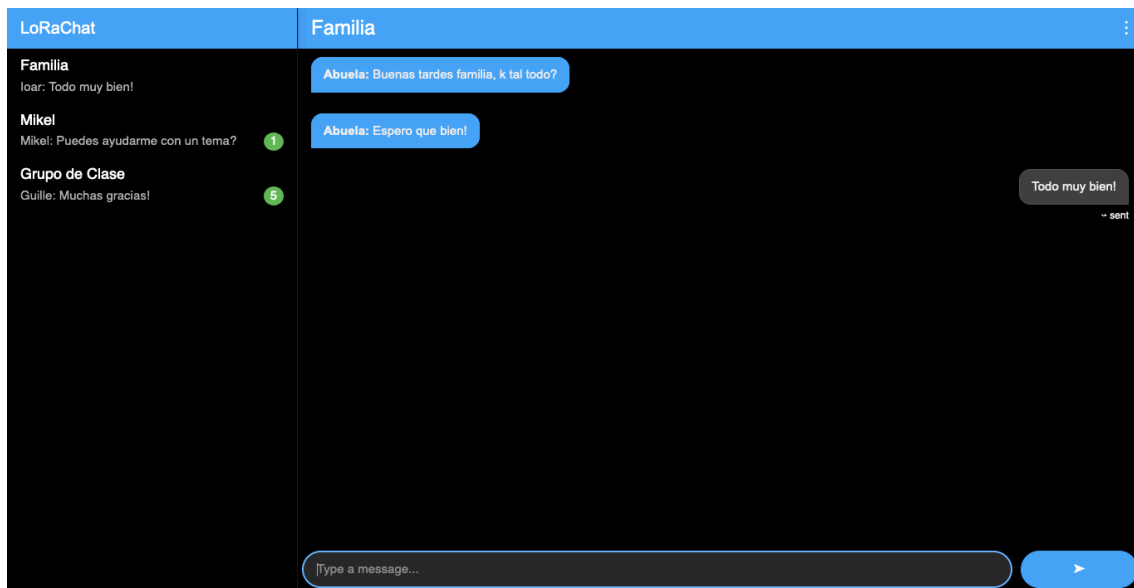 LoRaChat
Familia
Ioar: Todo muy bien!
Mikel
Mikel: Puedes ayudarme con un tema?
1
Grupo de Clase
Guille: Muchas gracias!
5
Familia
Abuela: Buenas tardes familia, k tal todo?
Abuela: Espero que bien!
Todo muy bien!
sent
Type a message...